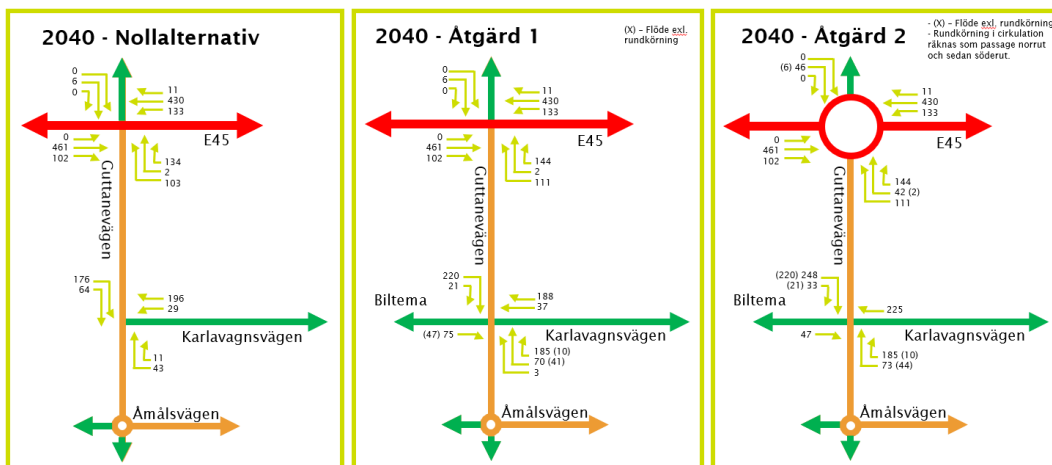 2040 - Nollalternativ
0
6
0
11
430
133
E45
0
461
102
134
2
103
Guttanevägen
176
64
196
29
Karlavagnsvägen
11
43
Åmålsvägen
2040 - Åtgärd 1
(X) – Flöde exl.
rundkörning
0
6
0
11
430
133
E45
0
461
102
144
2
111
Guttanevägen
220
21
188
37
Biltema
Karlavagnsvägen
(47) 75
185 (10)
70 (41)
3
Åmålsvägen
2040 - Åtgärd 2
- (X) – Flöde exl. rundkörning
- Rundkörning i cirkulation
räknas som passage norrut
och sedan söderut.
0
(6) 46
0
11
430
133
E45
0
461
102
144
42 (2)
111
Guttanevägen
(220) 248
(21) 33
225
Biltema
Karlavagnsvägen
47
185 (10)
73 (44)
Åmålsvägen